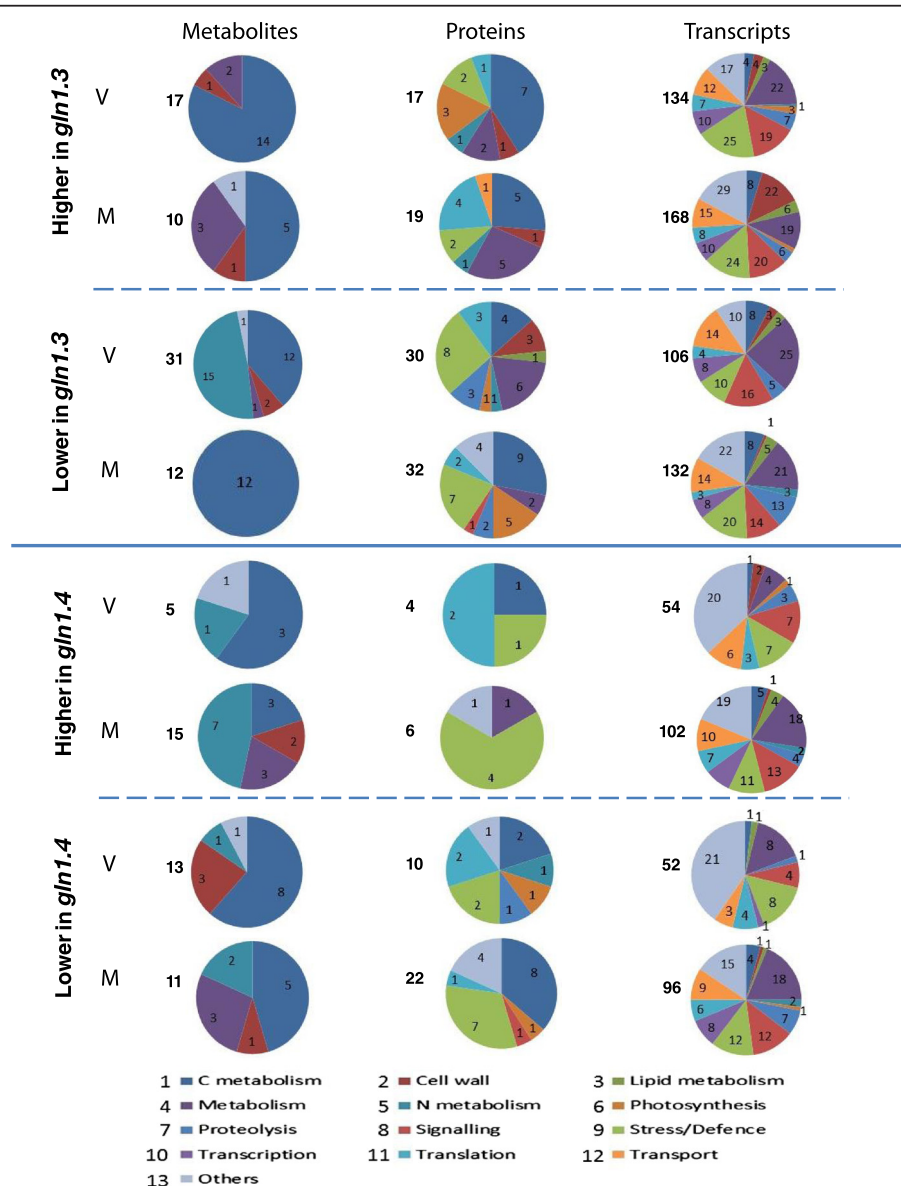 Metabolites Proteins Transcripts
Higher in gln1.3
V 17 14 1 2
17 7 1 2 1 3 2 1
134 4 4 3 22 1 3 7 19 25 10 7 12 17
M 10 5 1 3 1
19 5 1 5 1 2 4 1
168 8 22 6 19 6 20 24 10 8 15 29
Lower in gln1.3
V 31 12 2 1 15 1
30 4 3 1 6 1 1 3 8 3
106 8 3 3 25 5 16 10 8 4 14 10
M 12 12
32 9 2 5 2 1 7 2 4
132 8 1 5 21 3 13 14 20 8 3 14 22
Higher in gln1.4
V 5 3 1 1
4 1 1 2
54 1 2 4 1 3 7 7 3 6 20
M 15 3 2 3 7
6 1 4 1
102 5 1 4 18 2 4 13 11 7 10 19
Lower in gln1.4
V 13 8 3 1 1
10 2 1 1 1 2 2 1
52 1 1 8 1 4 8 1 4 3 21
M 11 5 1 3 2
22 8 1 1 7 1 4
96 4 1 1 18 2 1 7 12 12 8 6 9 15
1 C metabolism 2 Cell wall 3 Lipid metabolism
4 Metabolism 5 N metabolism 6 Photosynthesis
7 Proteolysis 8 Signalling 9 Stress/Defence
10 Transcription 11 Translation 12 Transport
13 Others